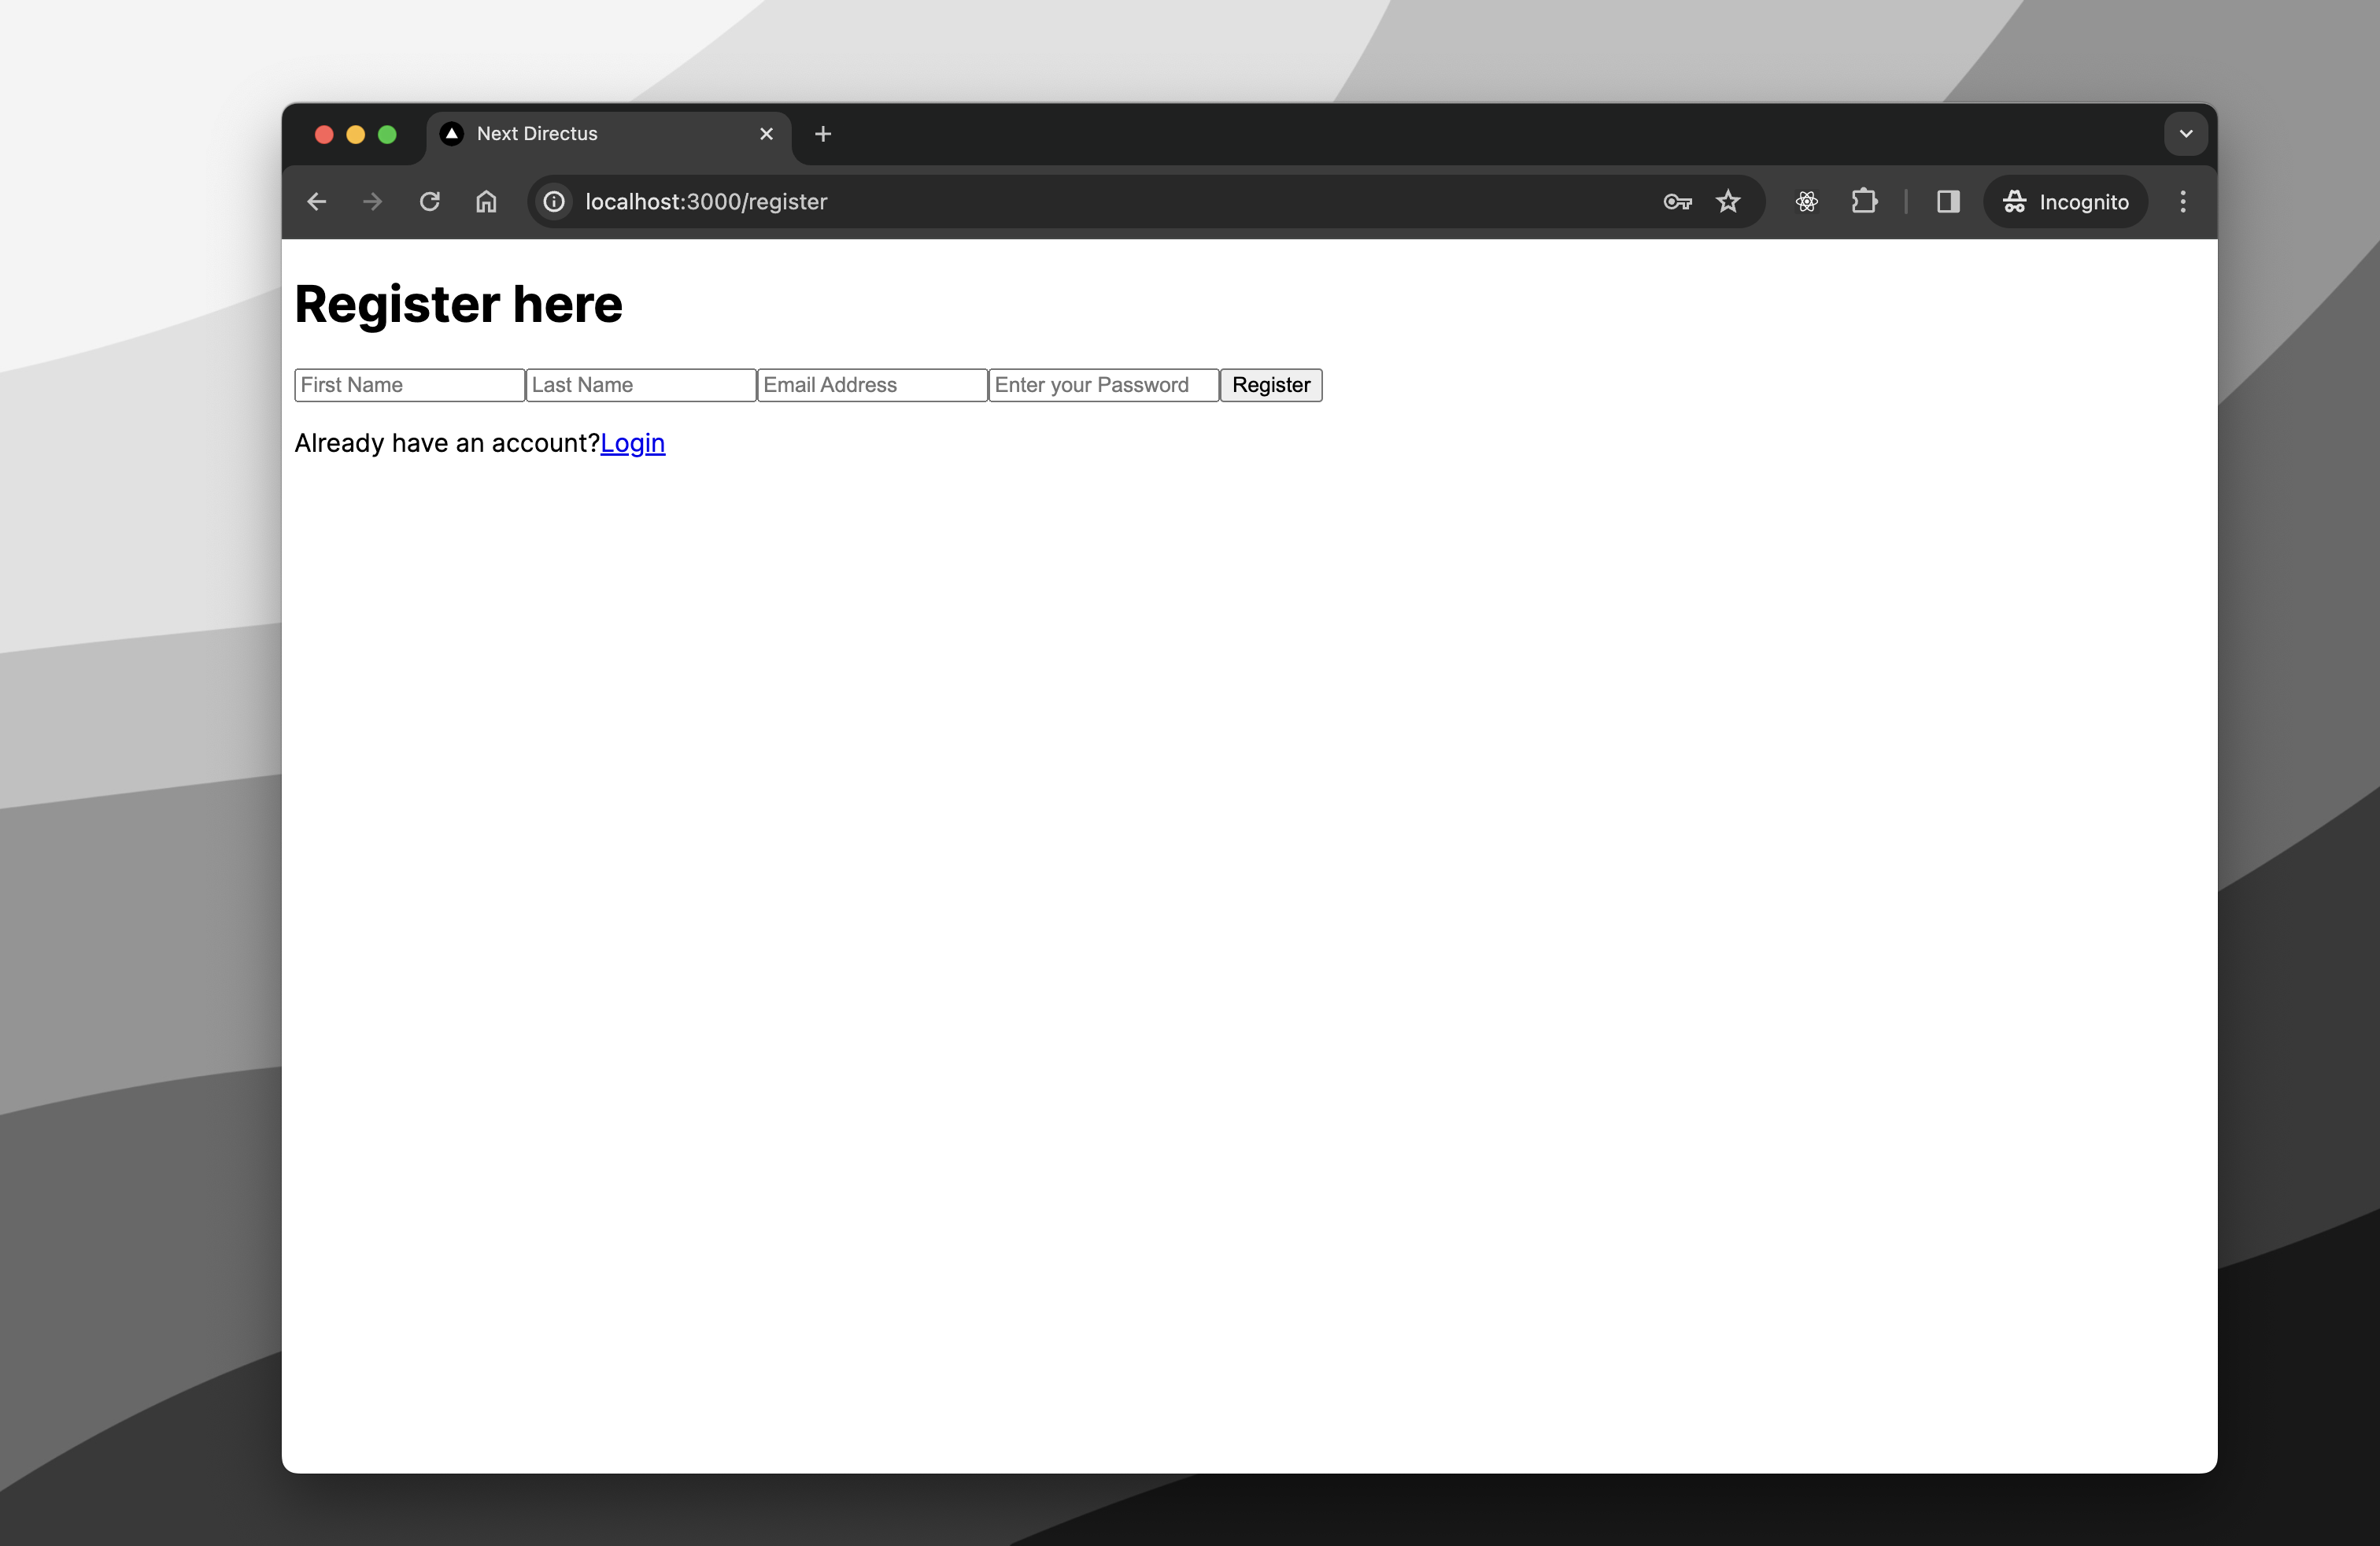 Next Directus
localhost:3000/register
Incognito
Register here
First Name Last Name Email Address Enter your Password Register
Already have an account?Login